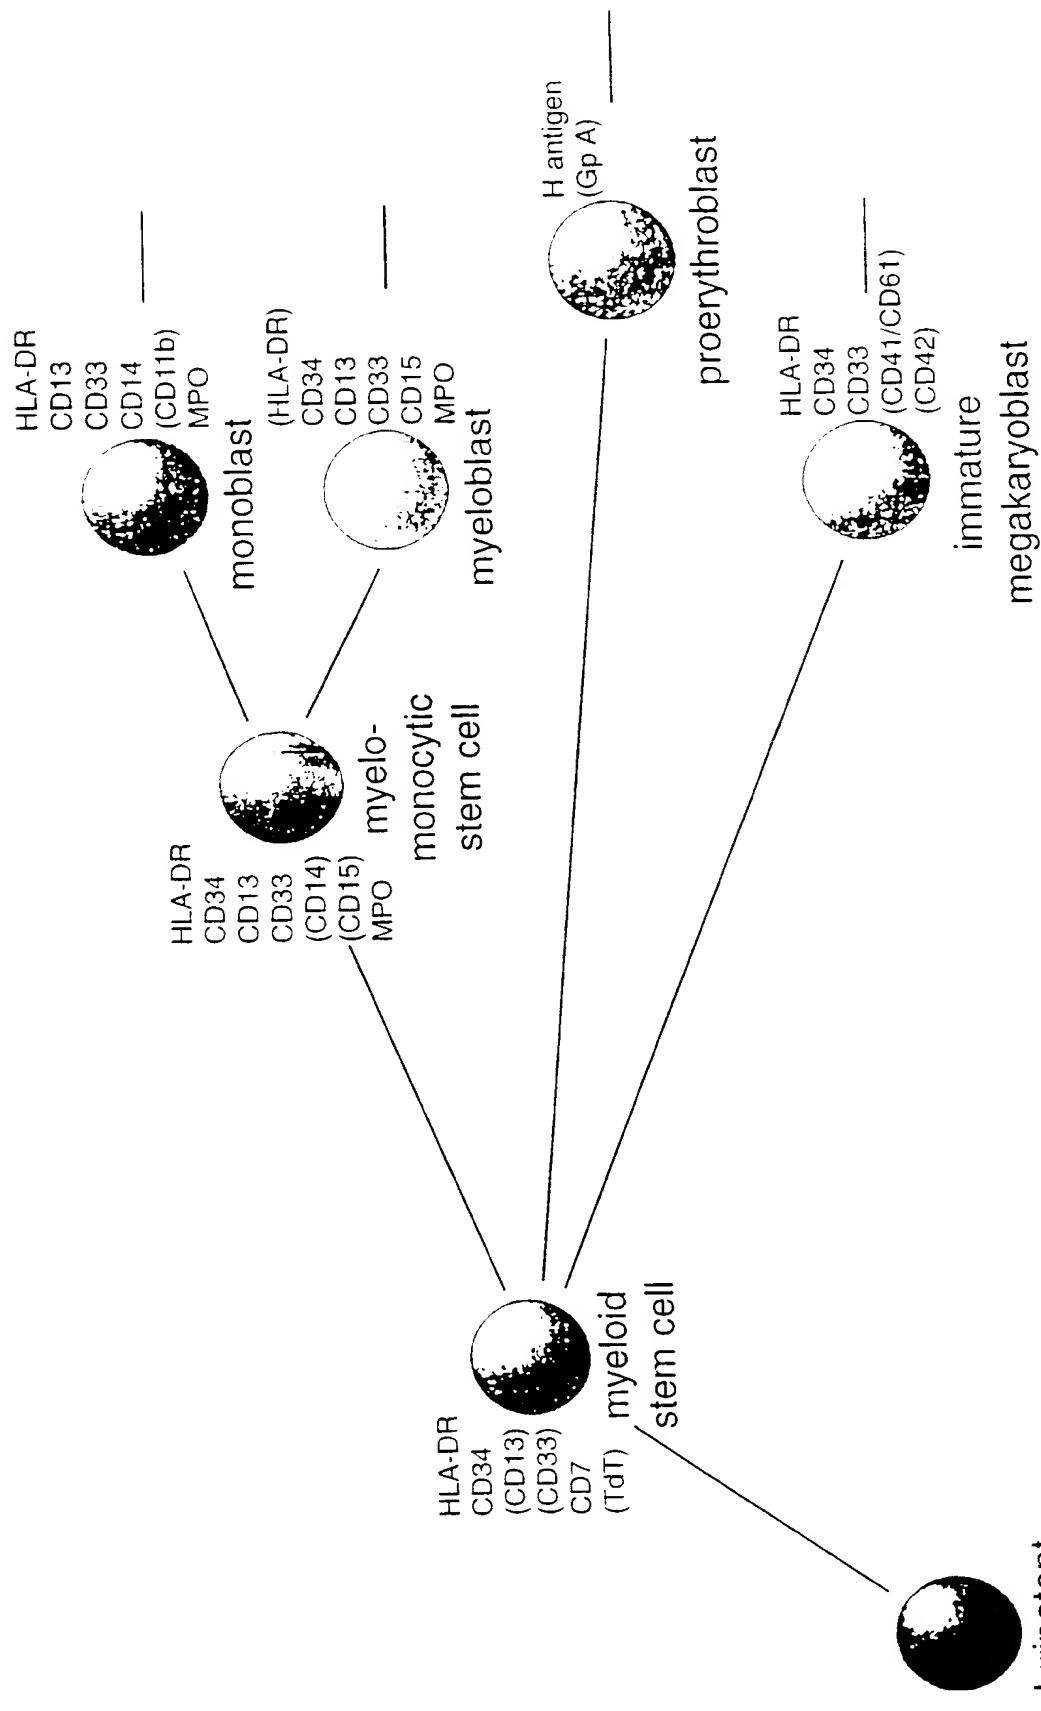 HLA-DR
CD13
CD33
CD14
(CD11b)
MPO
monoblast
(HLA-DR)
CD34
CD13
CD33
CD15
MPO
myeloblast
HLA-DR
CD34
CD13
CD33
(CD14)
(CD15)
MPO
myelo-
monocytic
stem cell
H antigen
(Gp A)
proerythroblast
HLA-DR
CD34
CD33
(CD41/CD61)
(CD42)
immature
megakaryoblast
HLA-DR
CD34
(CD13)
(CD33)
CD7
(TdT)
myeloid
stem cell